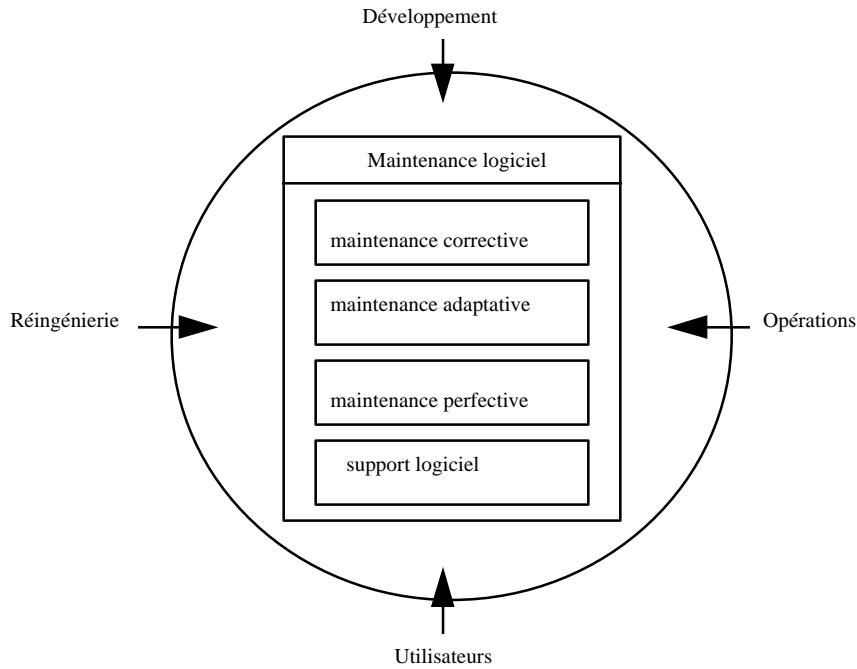 Développement
Maintenance logiciel
maintenance corrective
maintenance adaptative
Réingénierie
Opérations
maintenance perfective
support logiciel
Utilisateurs